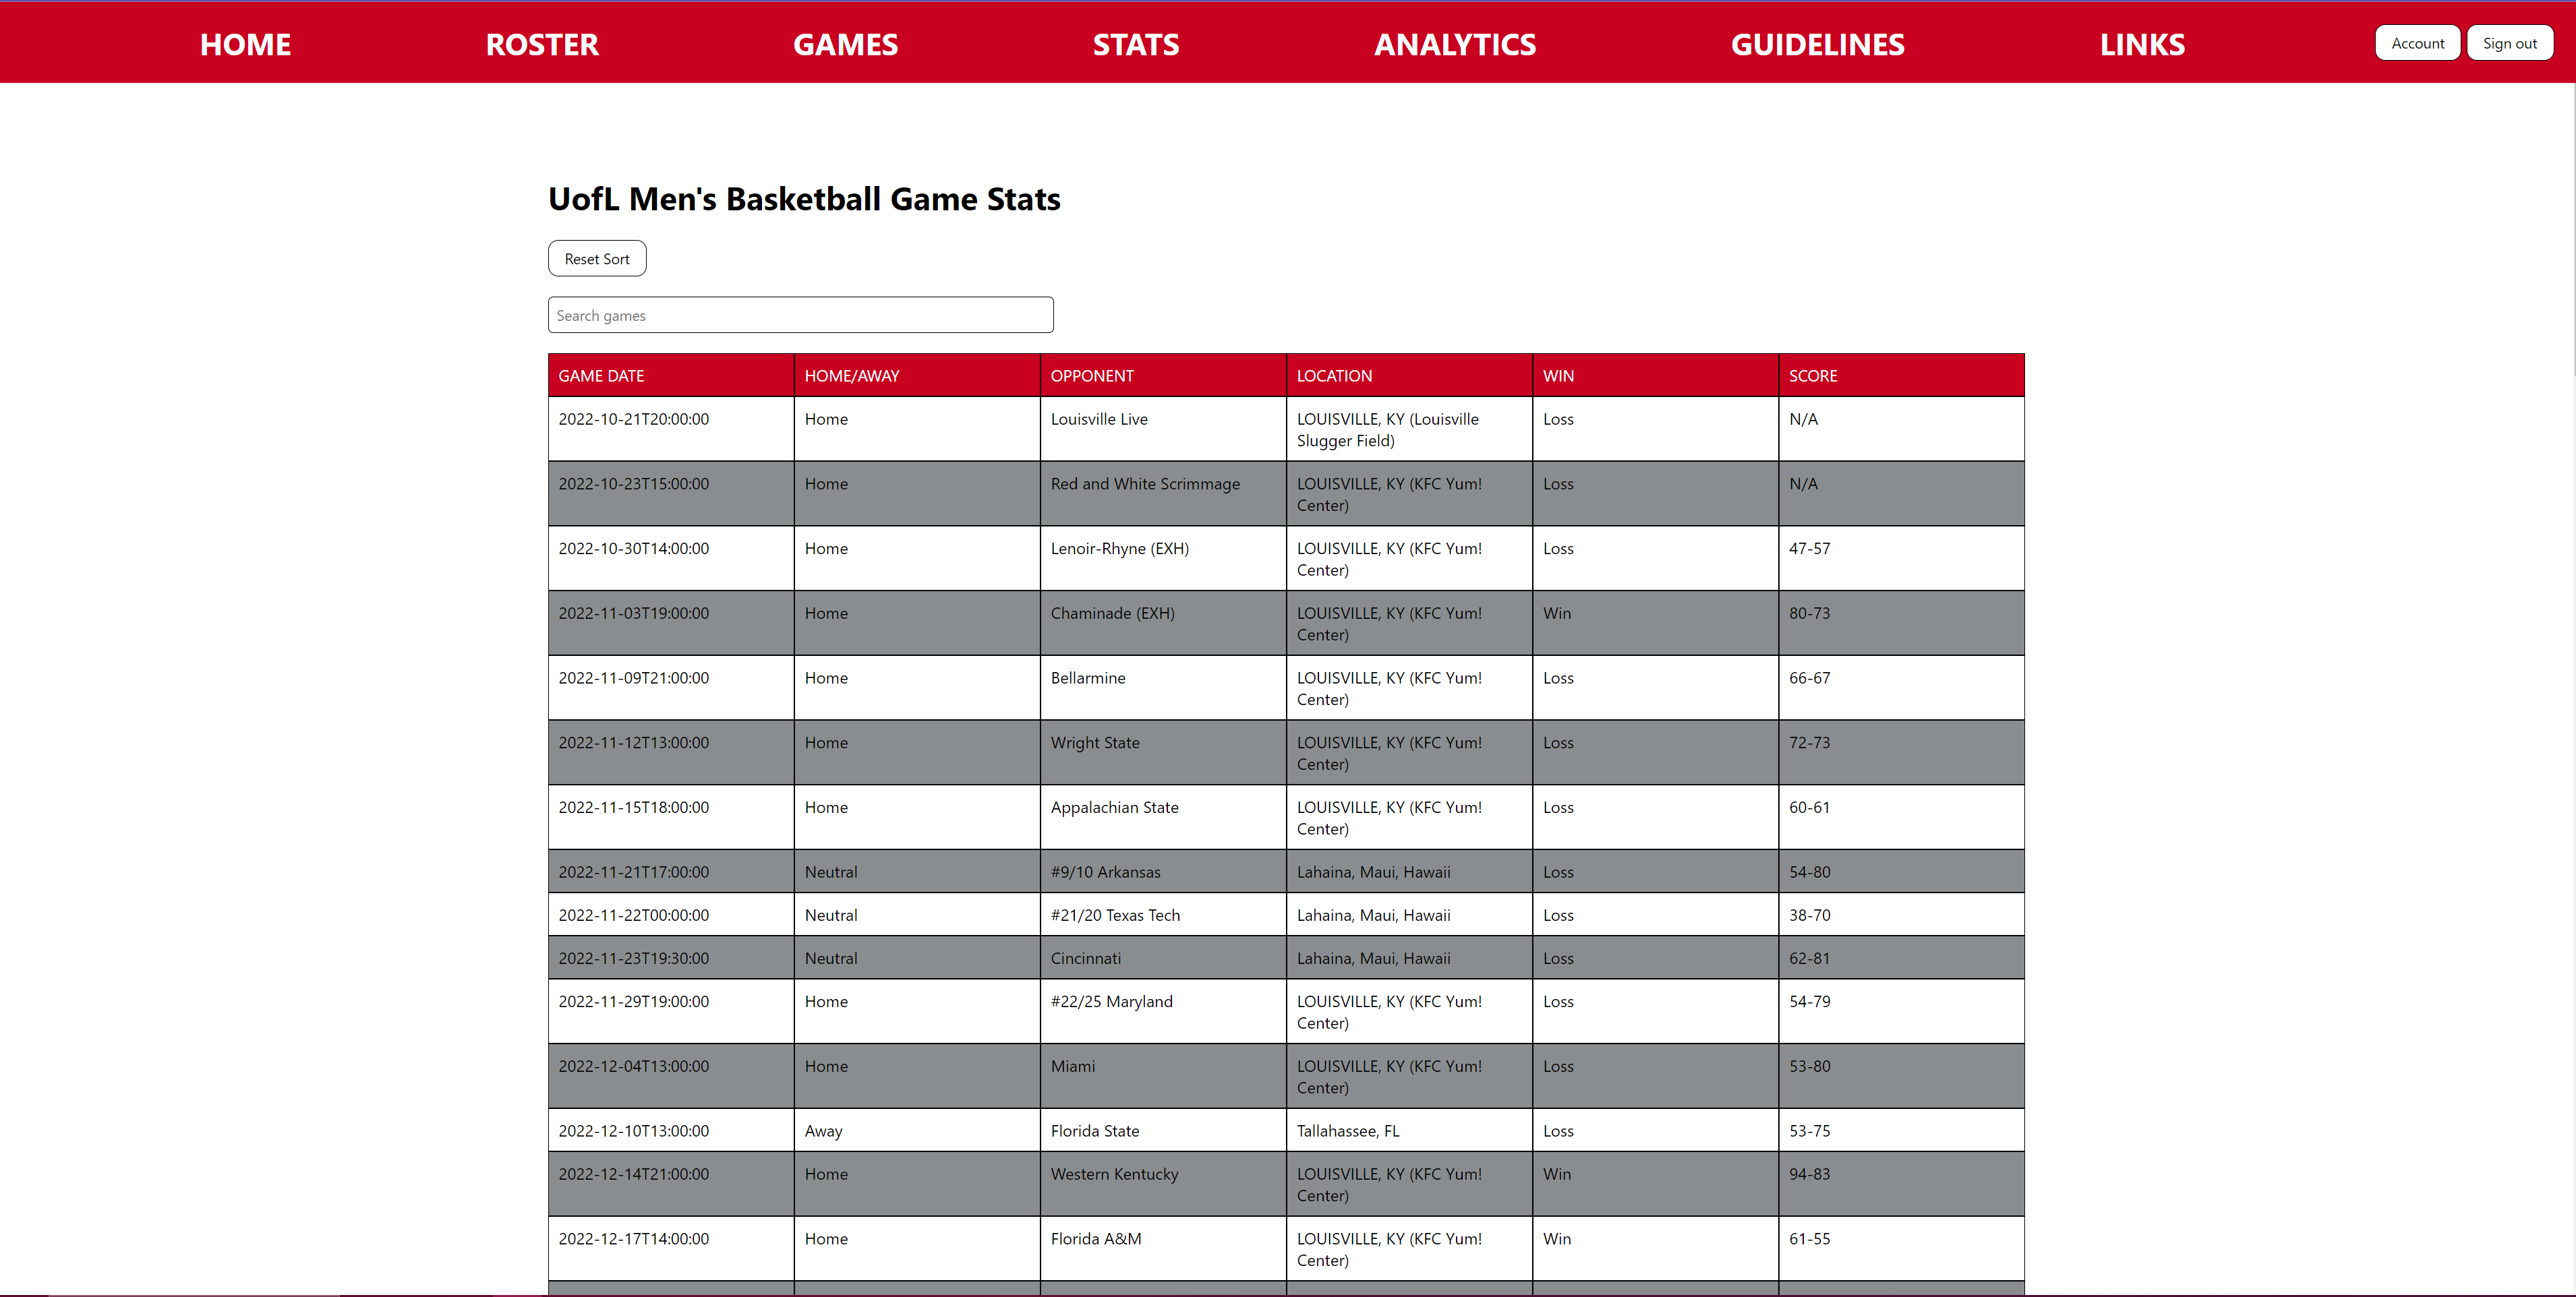 HOME ROSTER GAMES STATS ANALYTICS GUIDELINES LINKS Account Sign out
UofL Men's Basketball Game Stats
Reset Sort
Search games
GAME DATE HOME/AWAY OPPONENT LOCATION WIN SCORE
2022-10-21T20:00:00 Home Louisville Live LOUISVILLE, KY (Louisville Loss N/A
Slugger Field)
2022-10-23T15:00:00 Home Red and White Scrimmage LOUISVILLE, KY (KFC Yum! Loss N/A
Center)
2022-10-30T14:00:00 Home Lenoir-Rhyne (EXH) LOUISVILLE, KY (KFC Yum! Loss 47-57
Center)
2022-11-03T19:00:00 Home Chaminade (EXH) LOUISVILLE, KY (KFC Yum! Win 80-73
Center)
2022-11-09T21:00:00 Home Bellarmine LOUISVILLE, KY (KFC Yum! Loss 66-67
Center)
2022-11-12T13:00:00 Home Wright State LOUISVILLE, KY (KFC Yum! Loss 72-73
Center)
2022-11-15T18:00:00 Home Appalachian State LOUISVILLE, KY (KFC Yum! Loss 60-61
Center)
2022-11-21T17:00:00 Neutral #9/10 Arkansas Lahaina, Maui, Hawaii Loss 54-80
2022-11-22T00:00:00 Neutral #21/20 Texas Tech Lahaina, Maui, Hawaii Loss 38-70
2022-11-23T19:30:00 Neutral Cincinnati Lahaina, Maui, Hawaii Loss 62-81
2022-11-29T19:00:00 Home #22/25 Maryland LOUISVILLE, KY (KFC Yum! Loss 54-79
Center)
2022-12-04T13:00:00 Home Miami LOUISVILLE, KY (KFC Yum! Loss 53-80
Center)
2022-12-10T13:00:00 Away Florida State Tallahassee, FL Loss 53-75
2022-12-14T21:00:00 Home Western Kentucky LOUISVILLE, KY (KFC Yum! Win 94-83
Center)
2022-12-17T14:00:00 Home Florida A&M LOUISVILLE, KY (KFC Yum! Win 61-55
Center)